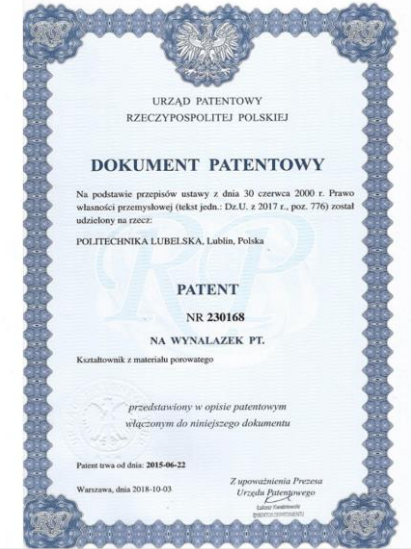 URZĄD PATENTOWY
RZECZYPOSPOLITEJ POLSKIEJ
DOKUMENT PATENTOWY
Na podstawie przepisów ustawy z dnia 30 czerwca 2000 r. Prawo
własności przemysłowej (tekst jedn.: Dz.U. z 2017 r., poz. 776) został
udzielony na rzecz:
POLITECHNIKA LUBELSKA, Lublin, Polska
RP
PATENT
NR 230168
NA WYNALAZEK PT.
Kształtownik z materiału porowatego
przedstawiony w opisie patentowym
włączonym do niniejszego dokumentu
Patent trwa od dnia: 2015-06-22
Warszawa, dnia 2018-10-03
Z upoważnienia Prezesa
Urzędu Patentowego